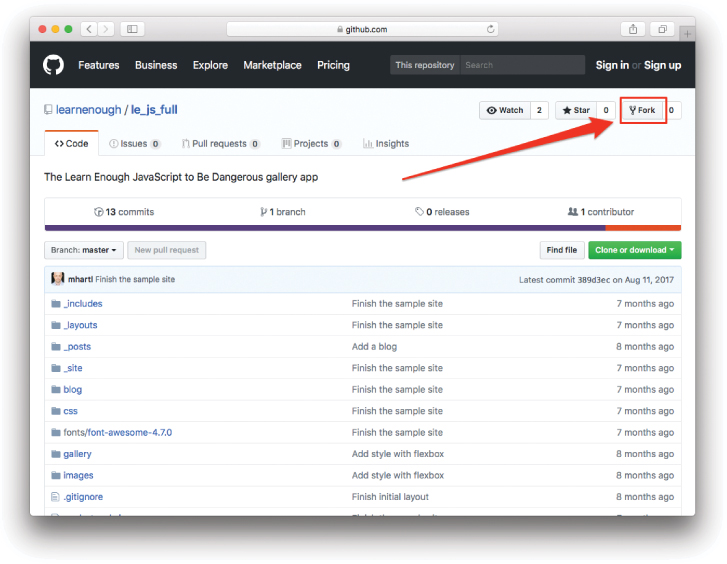 github.com
Features Business Explore Marketplace Pricing This repository Search Sign in or Sign up
learnenough / le_js_full Watch 2 Star 0 Fork 0
Code Issues 0 Pull requests 0 Projects 0 Insights
The Learn Enough JavaScript to Be Dangerous gallery app
13 commits 1 branch 0 releases 1 contributor
Branch: master New pull request Find file Clone or download
mhartl Finish the sample site Latest commit 389d3ec on Aug 11, 2017
_includes Finish the sample site 7 months ago
_layouts Finish the sample site 7 months ago
_posts Add a blog 8 months ago
_site Finish the sample site 7 months ago
blog Finish the sample site 7 months ago
css Finish the sample site 7 months ago
fonts/font-awesome-4.7.0 Finish the sample site 7 months ago
gallery Add style with flexbox 8 months ago
images Add style with flexbox 8 months ago
.gitignore Finish initial layout 8 months ago